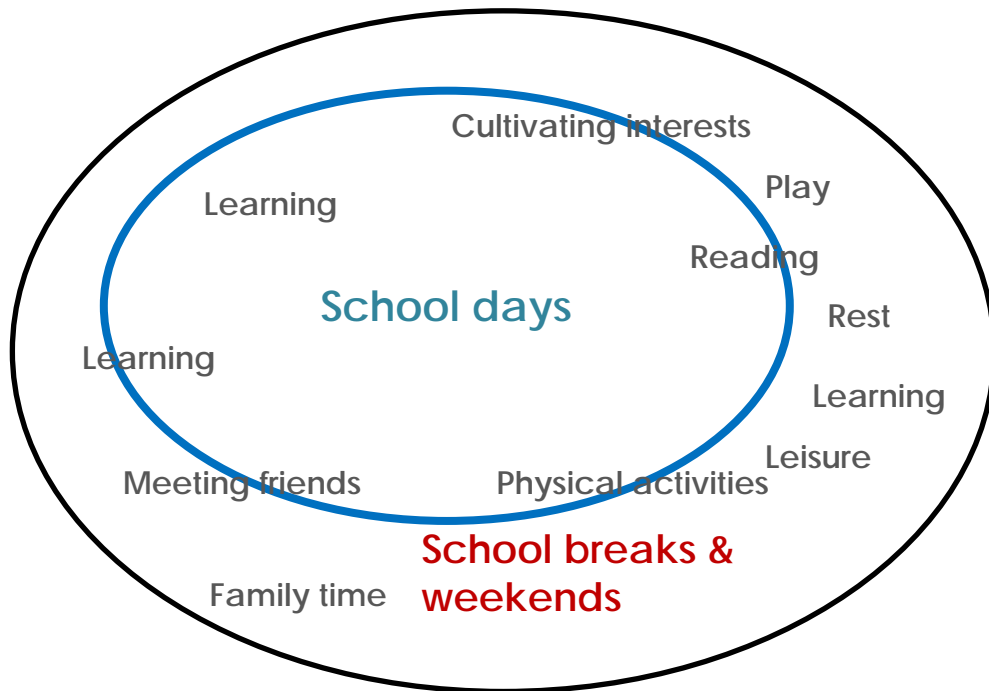 Cultivating interests
Play
Learning
Reading
School days
Rest
Learning
Learning
Leisure
Meeting friends
Physical activities
School breaks &
weekends
Family time